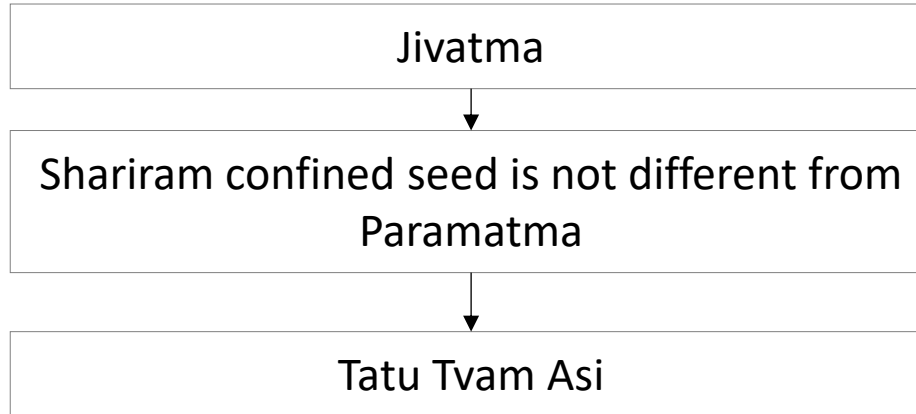 Jivatma
Shariram confined seed is not different from
Paramatma
Tatu Tvam Asi